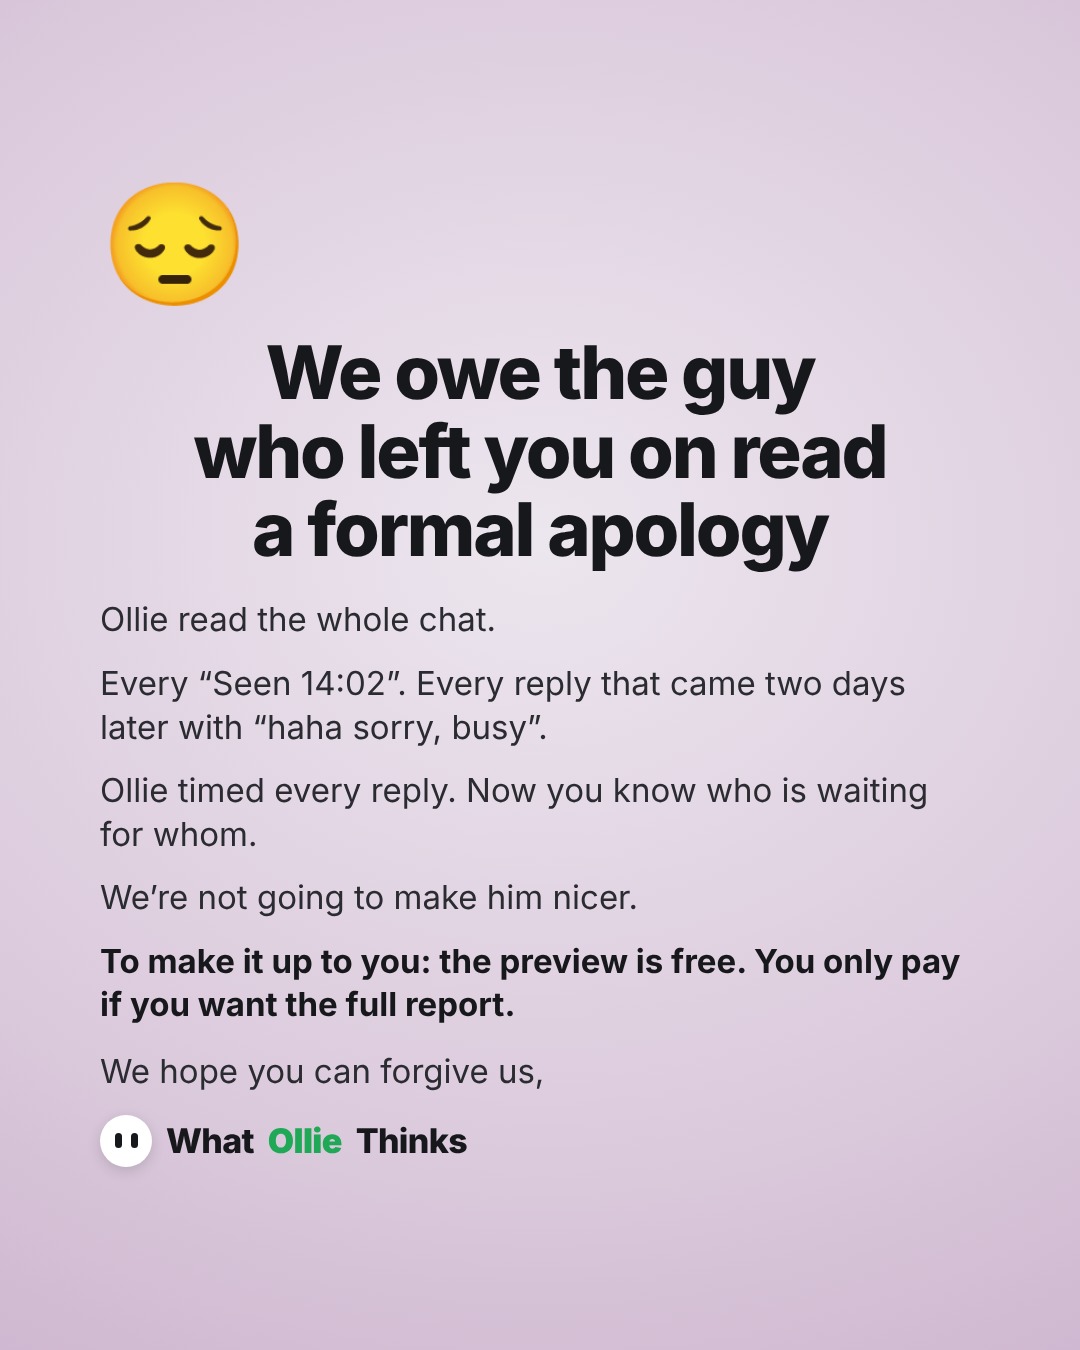 We owe the guy
who left you on read
a formal apology
Ollie read the whole chat.
Every “Seen 14:02”. Every reply that came two days
later with “haha sorry, busy”.
Ollie timed every reply. Now you know who is waiting
for whom.
We’re not going to make him nicer.
To make it up to you: the preview is free. You only pay
if you want the full report.
We hope you can forgive us,
What Ollie Thinks